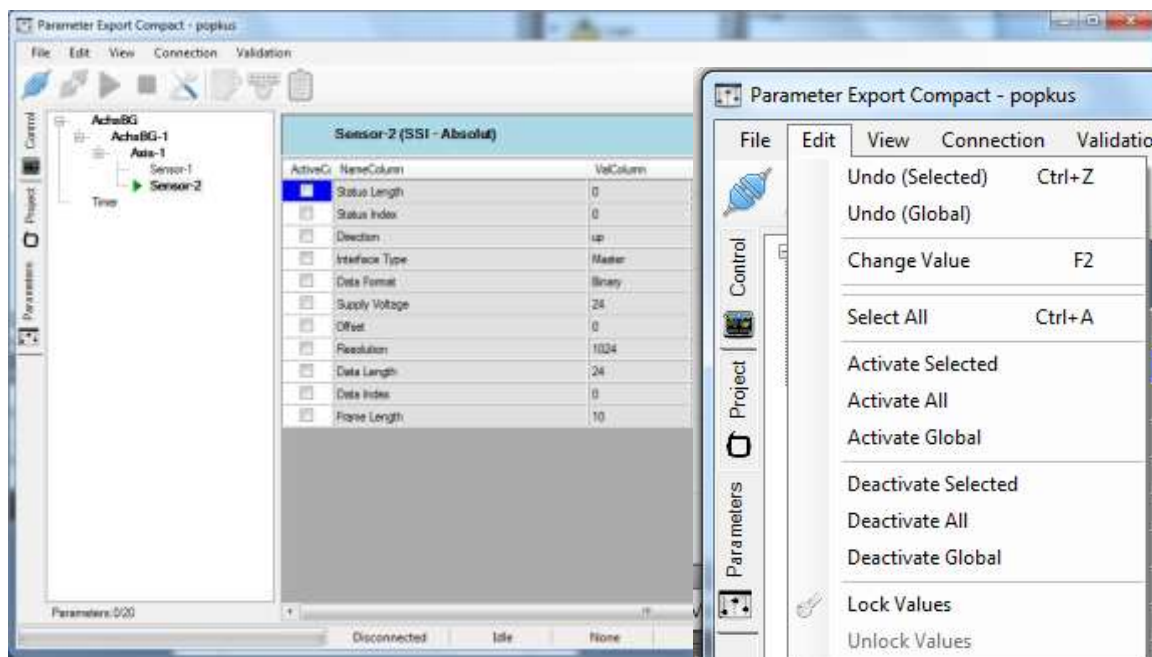 Parameter Export Compact - popkus
File Edit View Connection Validation
Control
Project
Parameters
AchsBG
AchsBG-1
Axis-1
Sensor-1
Sensor-2
Timer
Sensor-2 (SSI - Absolut)
ActiveC NameColumn ValColumn
Status Length 0
Status Index 0
Direction up
Interface Type Master
Data Format Binary
Supply Voltage 24
Offset 0
Resolution 1024
Data Length 24
Data Index 0
Frame Length 10
Parameters: 0/20
Disconnected Idle None
Parameter Export Compact - popkus
File Edit View Connection Validatio
Control
Project
Parameters
Undo (Selected) Ctrl+Z
Undo (Global)
Change Value F2
Select All Ctrl+A
Activate Selected
Activate All
Activate Global
Deactivate Selected
Deactivate All
Deactivate Global
Lock Values
Unlock Values